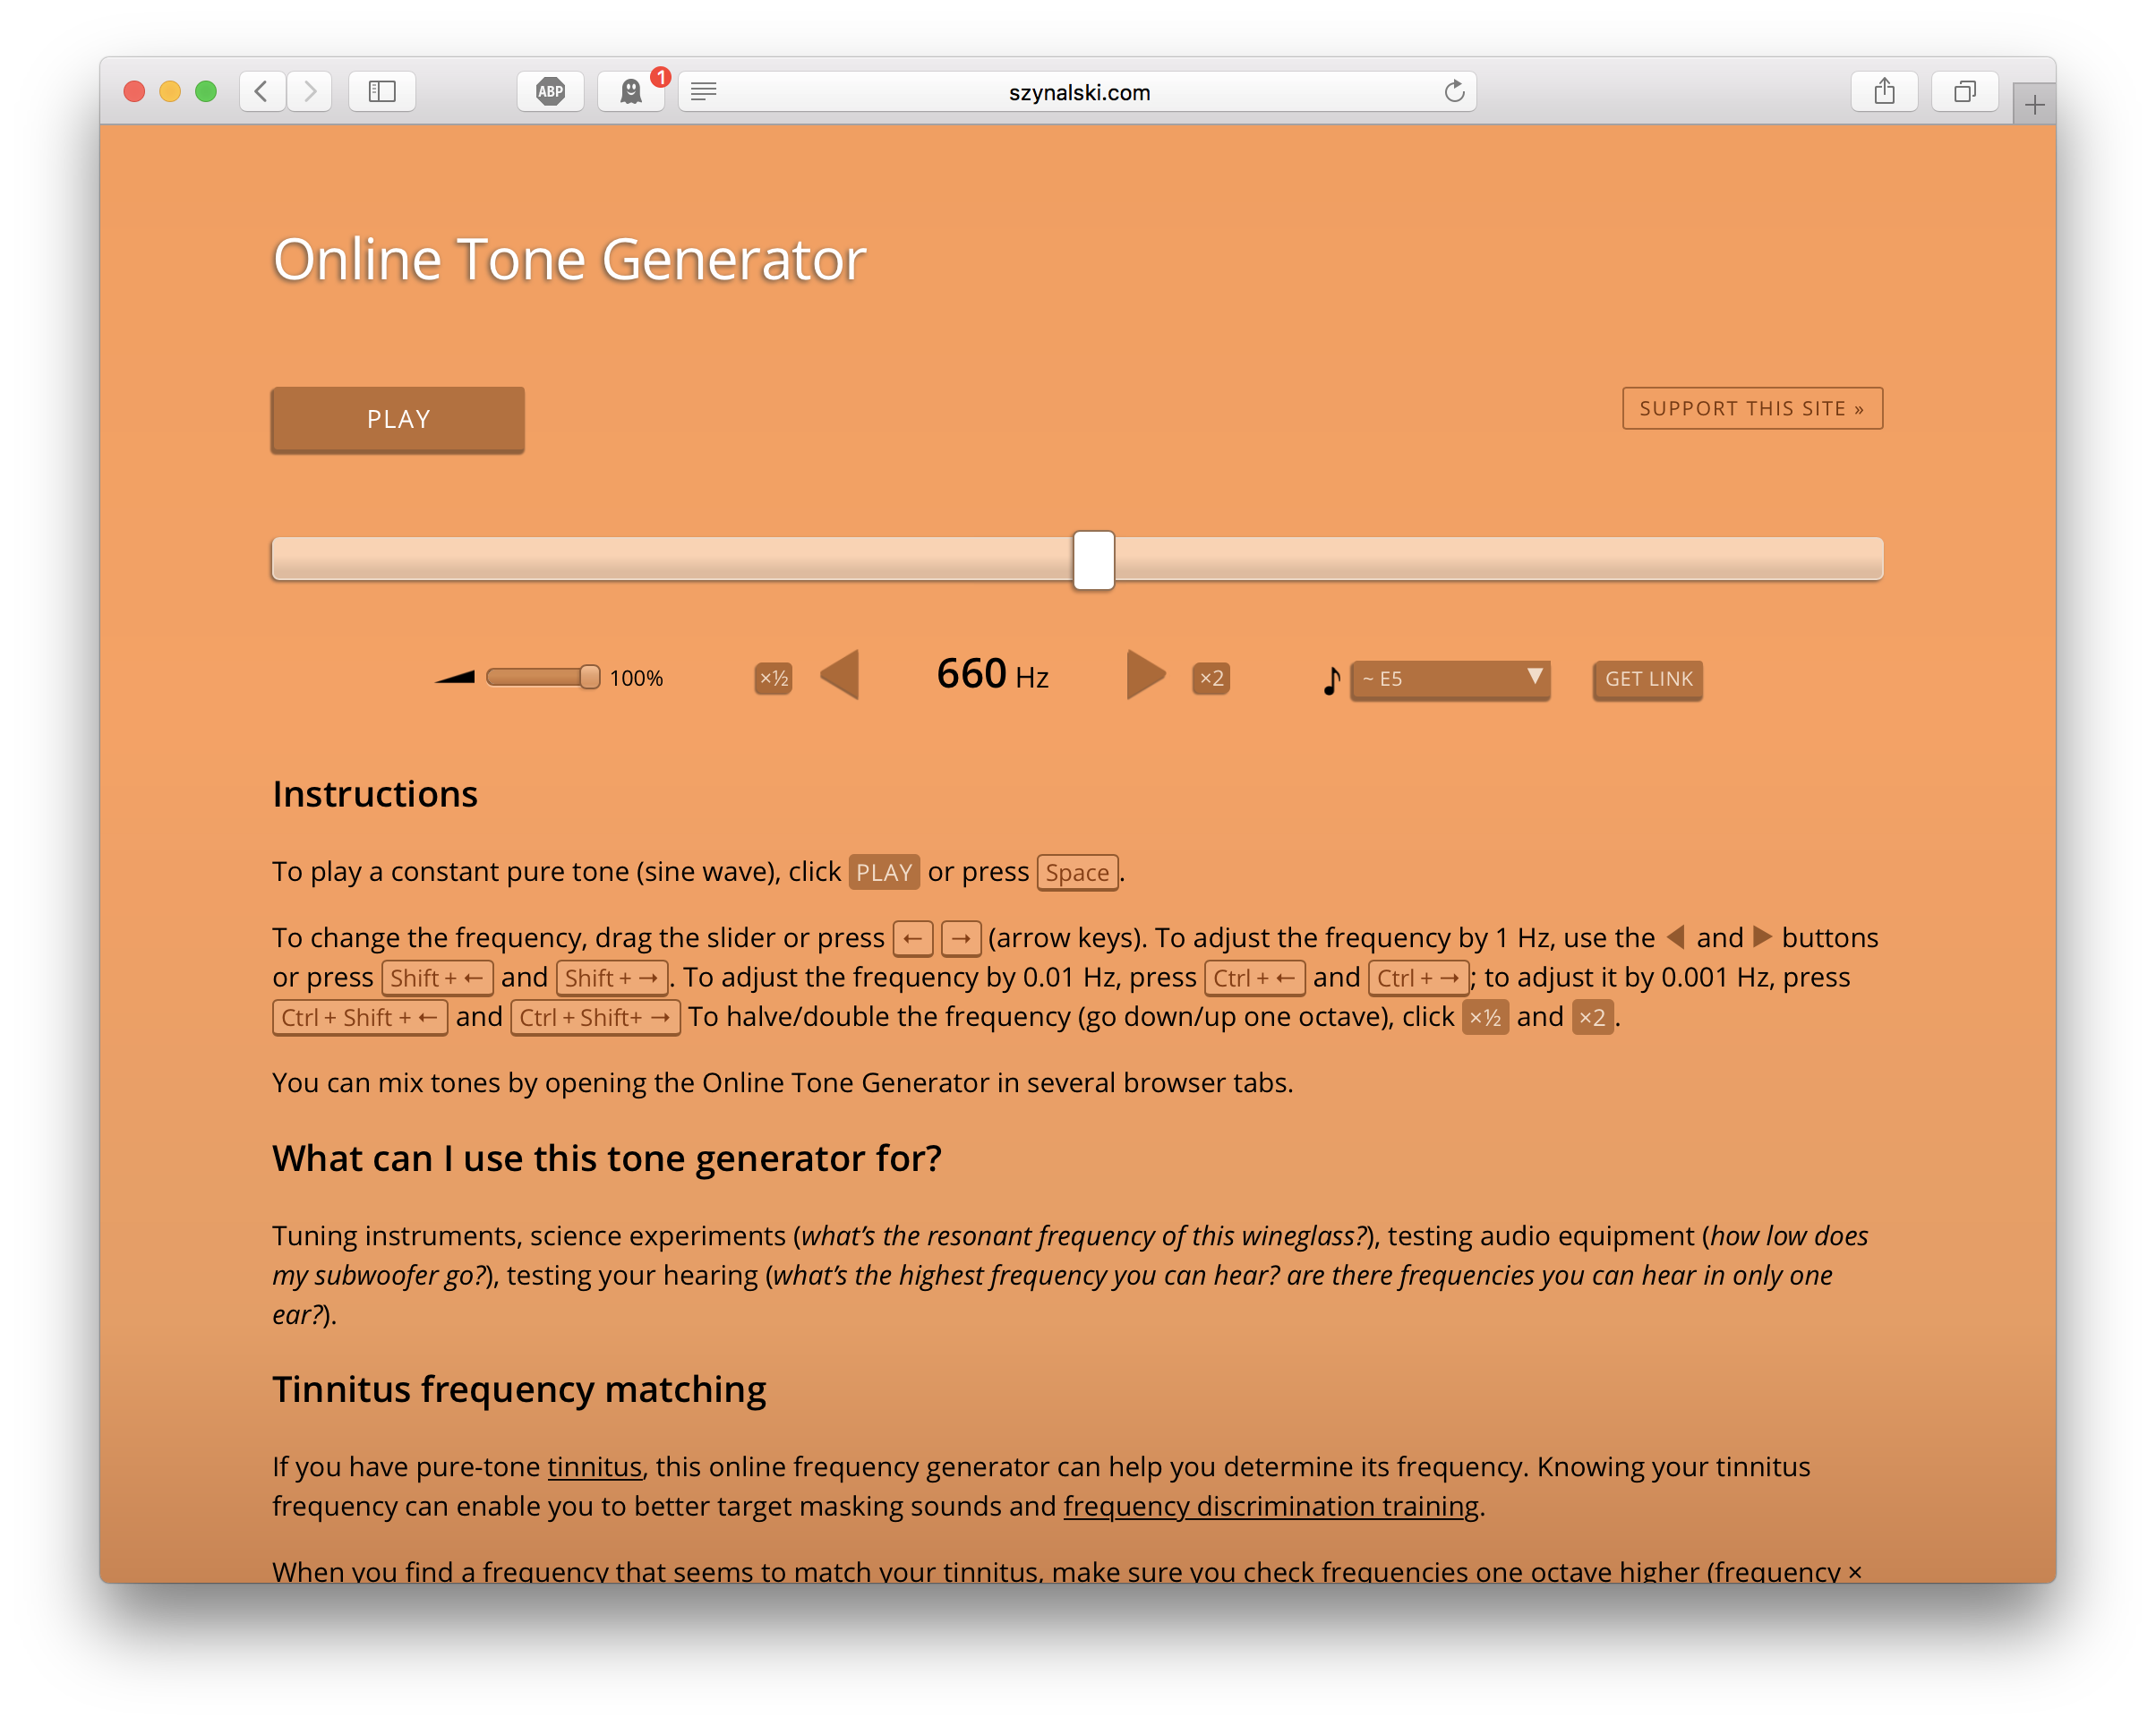 ABP
1
szynalski.com
Online Tone Generator
PLAY
SUPPORT THIS SITE »
100%
×½
660 Hz
×2
~ E5
GET LINK
Instructions
To play a constant pure tone (sine wave), click PLAY or press Space.
To change the frequency, drag the slider or press ← → (arrow keys). To adjust the frequency by 1 Hz, use the ◀ and ▶ buttons
or press Shift + ← and Shift + →. To adjust the frequency by 0.01 Hz, press Ctrl + ← and Ctrl + →; to adjust it by 0.001 Hz, press
Ctrl + Shift + ← and Ctrl + Shift+ → To halve/double the frequency (go down/up one octave), click ×½ and ×2.
You can mix tones by opening the Online Tone Generator in several browser tabs.
What can I use this tone generator for?
Tuning instruments, science experiments (what’s the resonant frequency of this wineglass?), testing audio equipment (how low does
my subwoofer go?), testing your hearing (what’s the highest frequency you can hear? are there frequencies you can hear in only one
ear?).
Tinnitus frequency matching
If you have pure-tone tinnitus, this online frequency generator can help you determine its frequency. Knowing your tinnitus
frequency can enable you to better target masking sounds and frequency discrimination training.
When you find a frequency that seems to match your tinnitus, make sure you check frequencies one octave higher (frequency ×